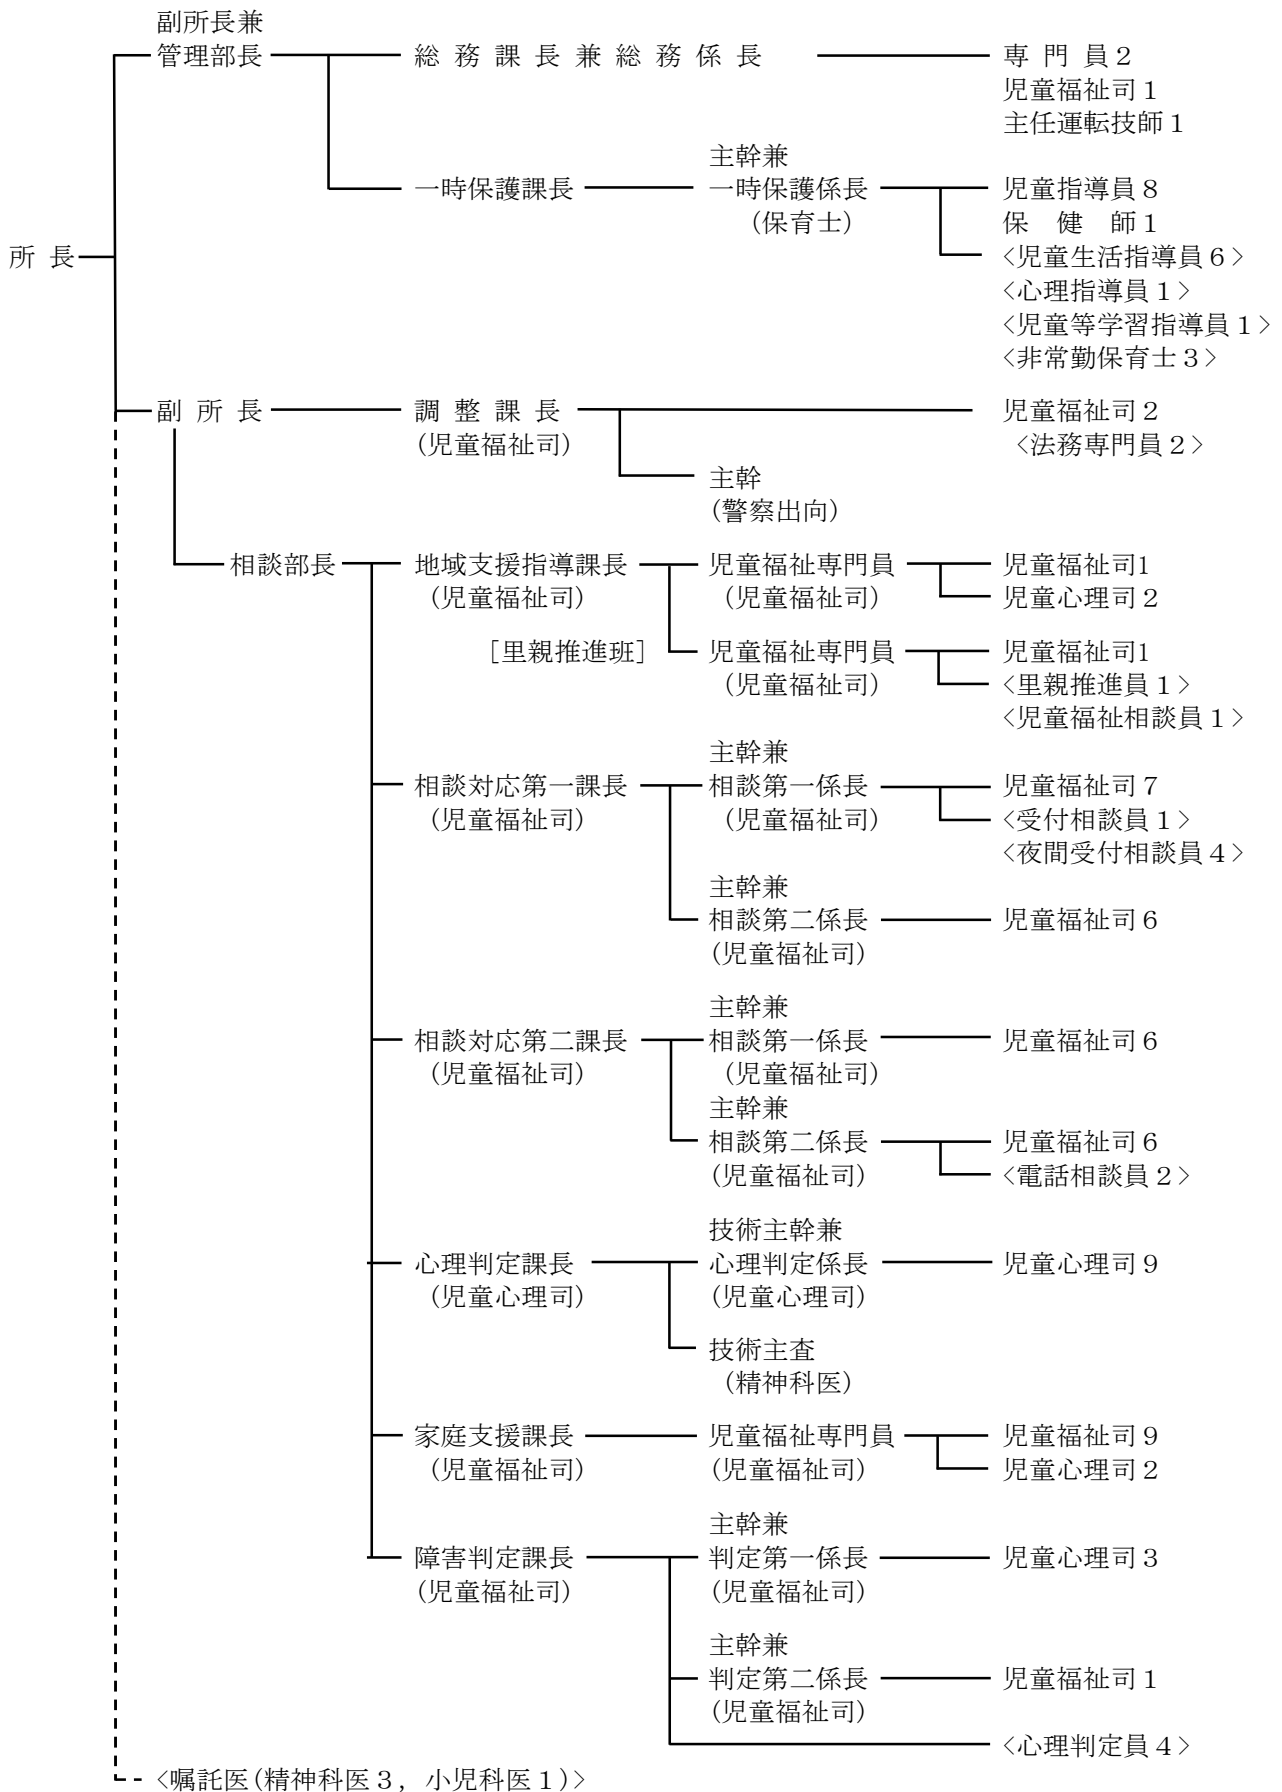 副所長兼
管理部長 総務課長兼総務係長 専門員２
児童福祉司１
主任運転技師１
主幹兼
一時保護課長 一時保護係長 児童指導員８
(保育士) 保健師１
所長 <児童生活指導員６>
<心理指導員１>
<児童等学習指導員１>
<非常勤保育士３>
副所長 調整課長 児童福祉司２
(児童福祉司) <法務専門員２>
主幹
(警察出向)
相談部長 地域支援指導課長 児童福祉専門員 児童福祉司1
(児童福祉司) (児童福祉司) 児童心理司２
[里親推進班] 児童福祉専門員 児童福祉司1
(児童福祉司) <里親推進員１>
<児童福祉相談員１>
主幹兼
相談対応第一課長 相談第一係長 児童福祉司７
(児童福祉司) (児童福祉司) <受付相談員１>
<夜間受付相談員４>
主幹兼
相談第二係長 児童福祉司６
(児童福祉司)
主幹兼
相談対応第二課長 相談第一係長 児童福祉司６
(児童福祉司) (児童福祉司)
主幹兼
相談第二係長 児童福祉司６
(児童福祉司) <電話相談員２>
技術主幹兼
心理判定課長 心理判定係長 児童心理司９
(児童心理司) (児童心理司)
技術主査
(精神科医)
家庭支援課長 児童福祉専門員 児童福祉司９
(児童福祉司) (児童福祉司) 児童心理司２
主幹兼
障害判定課長 判定第一係長 児童心理司３
(児童福祉司) (児童福祉司)
主幹兼
判定第二係長 児童福祉司１
(児童福祉司)
<心理判定員４>
<嘱託医(精神科医３，小児科医１)>